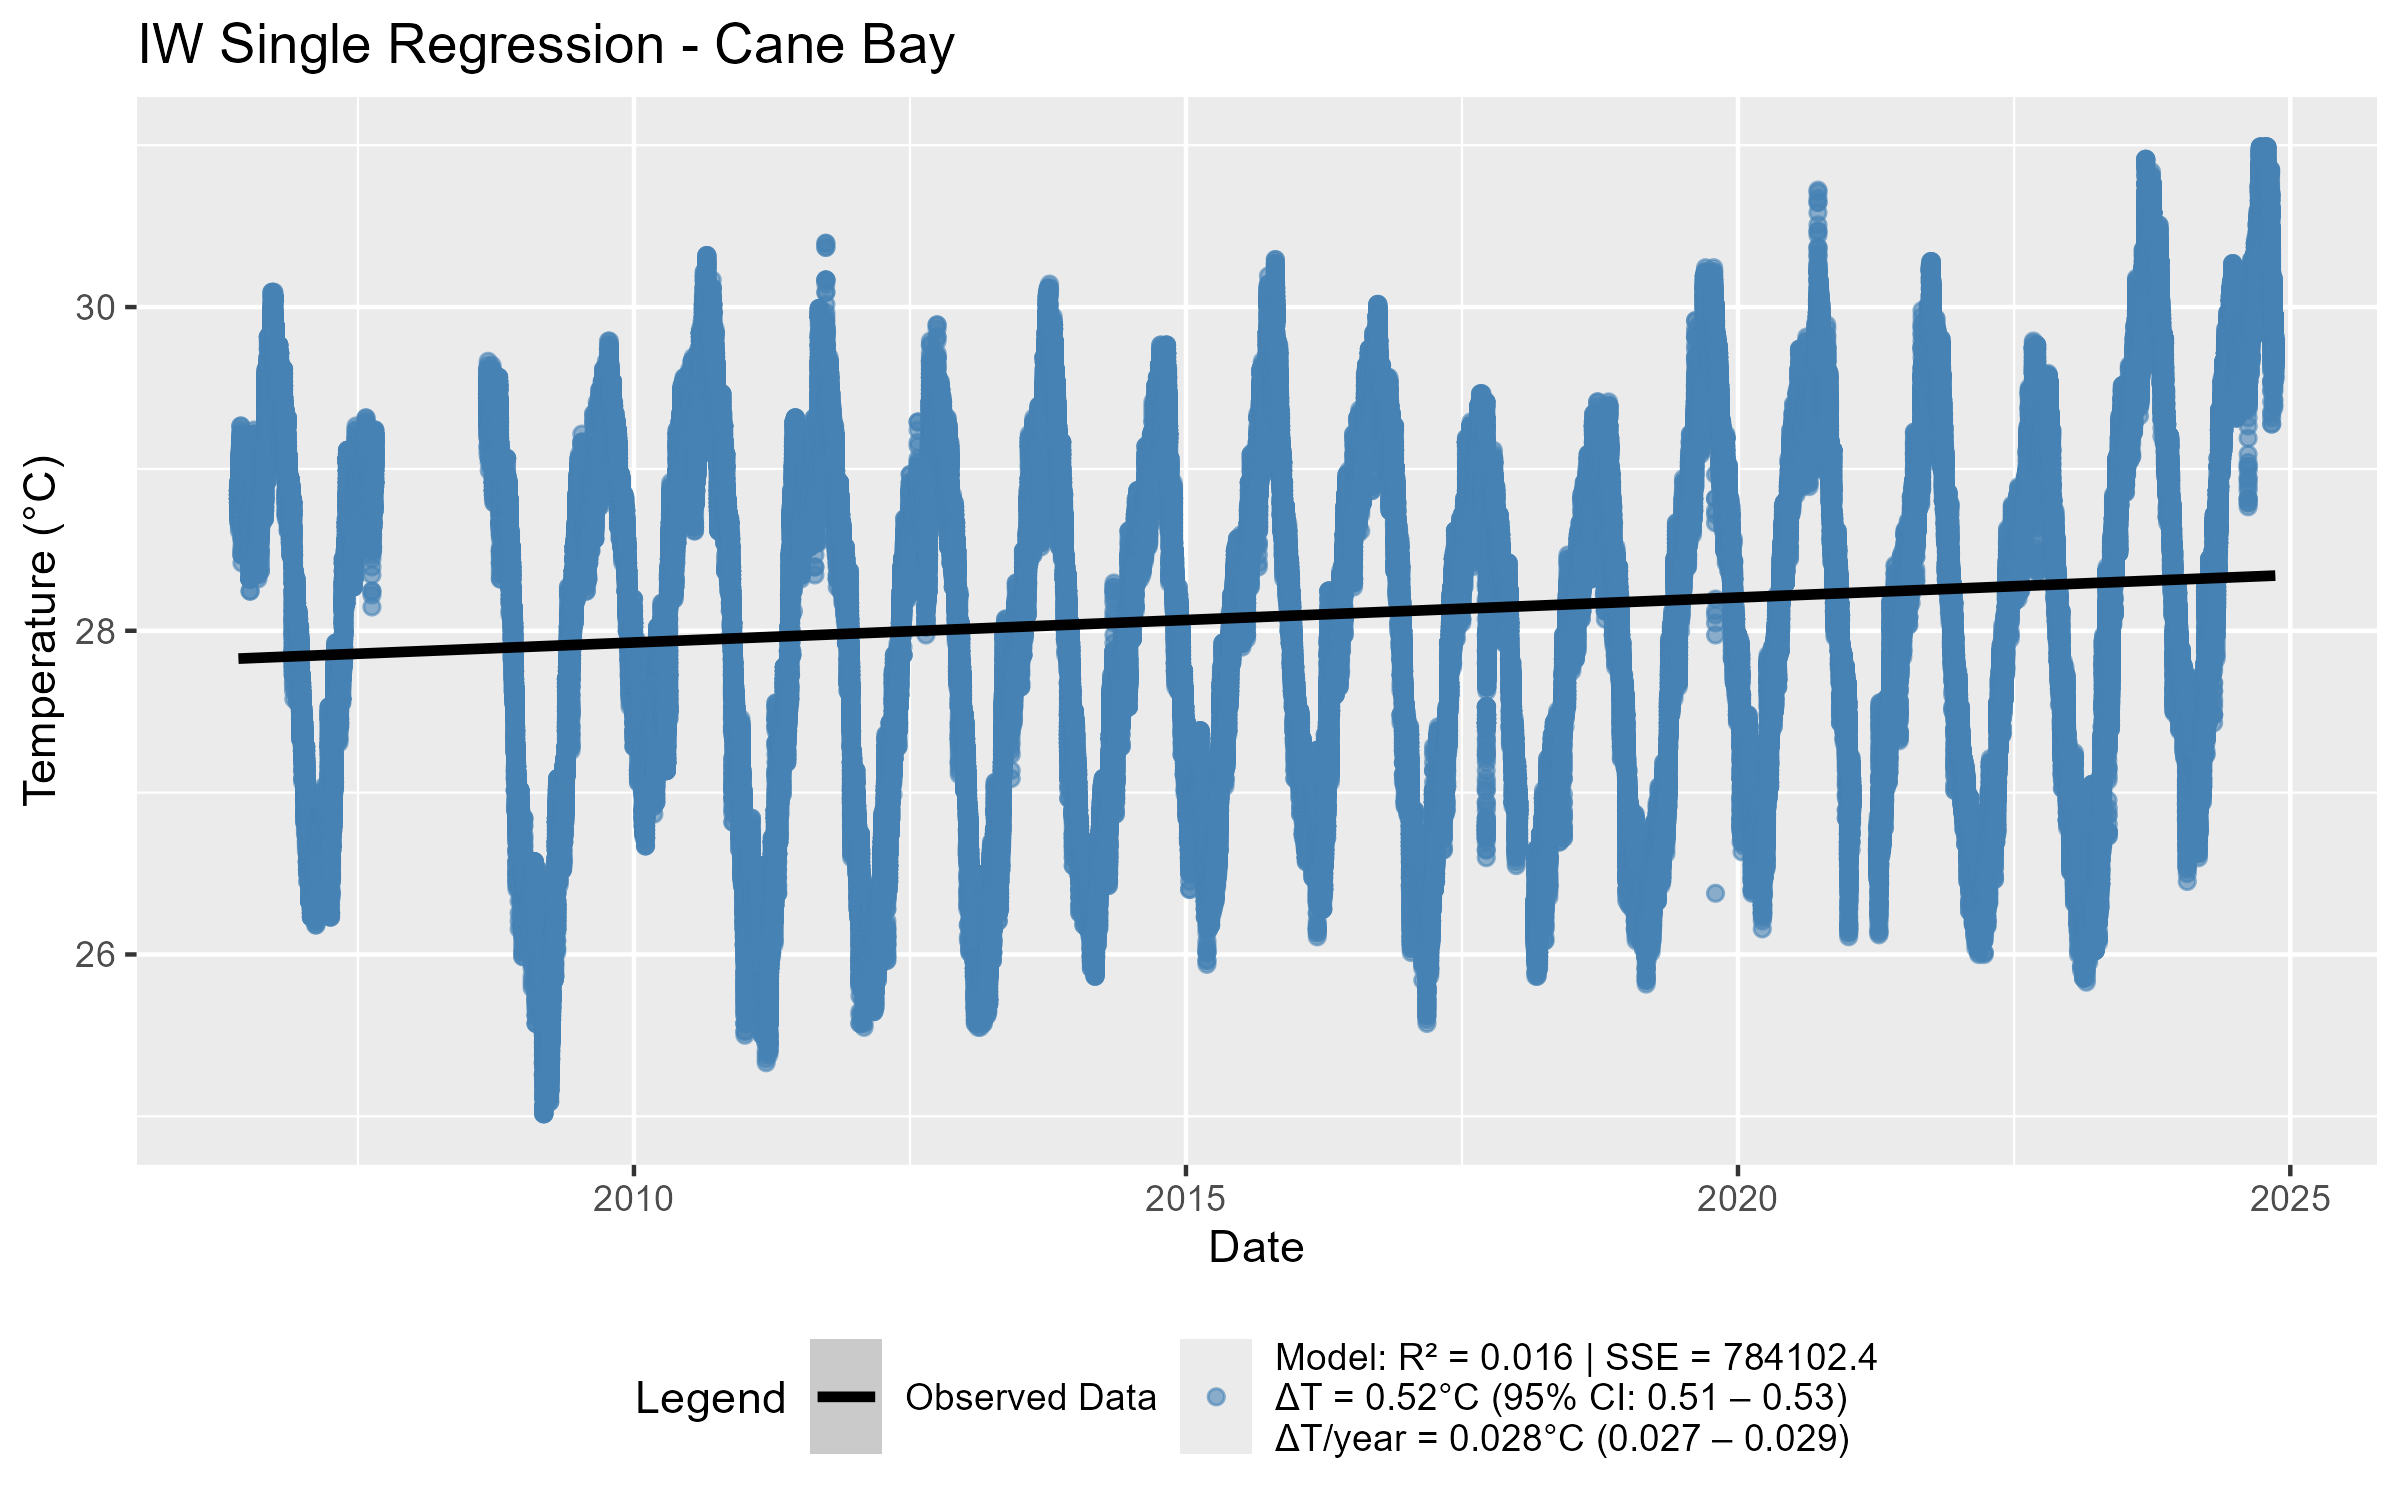 IW Single Regression - Cane Bay
Temperature (°C)
30
28
26
2010
2015
2020
2025
Date
Legend
Observed Data
Model: R² = 0.016 | SSE = 784102.4
ΔT = 0.52°C (95% CI: 0.51 – 0.53)
ΔT/year = 0.028°C (0.027 – 0.029)